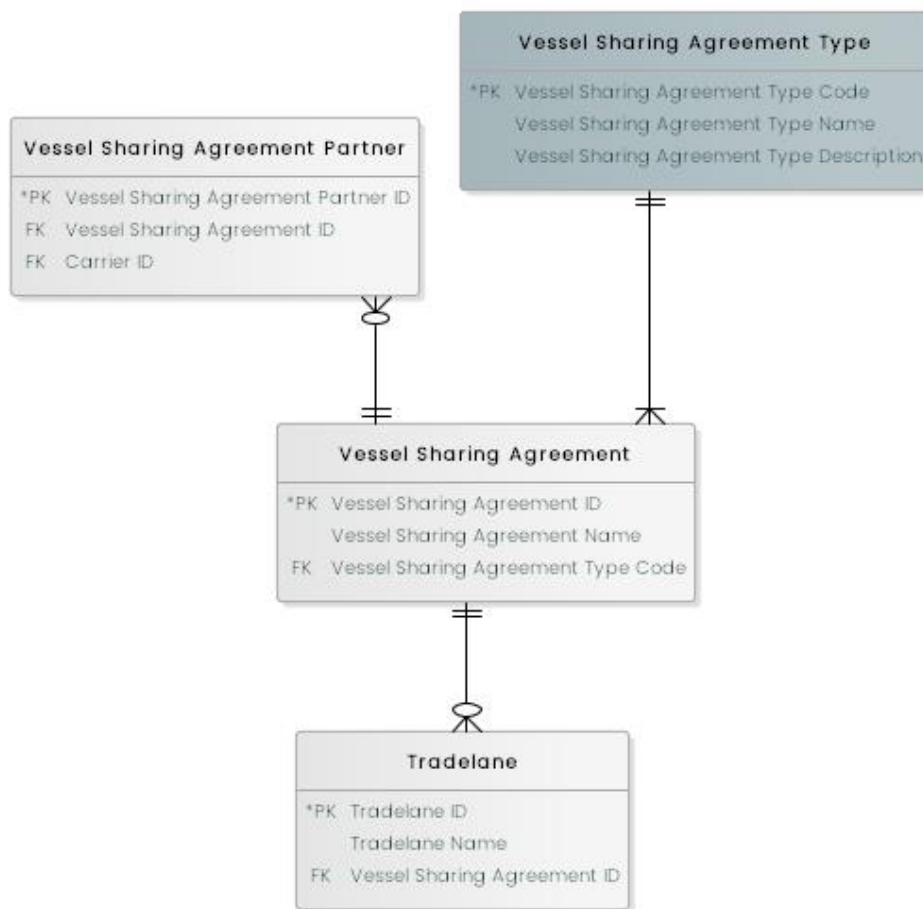 Vessel Sharing Agreement Type
*PK Vessel Sharing Agreement Type Code
Vessel Sharing Agreement Type Name
Vessel Sharing Agreement Type Description
Vessel Sharing Agreement Partner
*PK Vessel Sharing Agreement Partner ID
FK Vessel Sharing Agreement ID
FK Carrier ID
Vessel Sharing Agreement
*PK Vessel Sharing Agreement ID
Vessel Sharing Agreement Name
FK Vessel Sharing Agreement Type Code
Tradelane
*PK Tradelane ID
Tradelane Name
FK Vessel Sharing Agreement ID